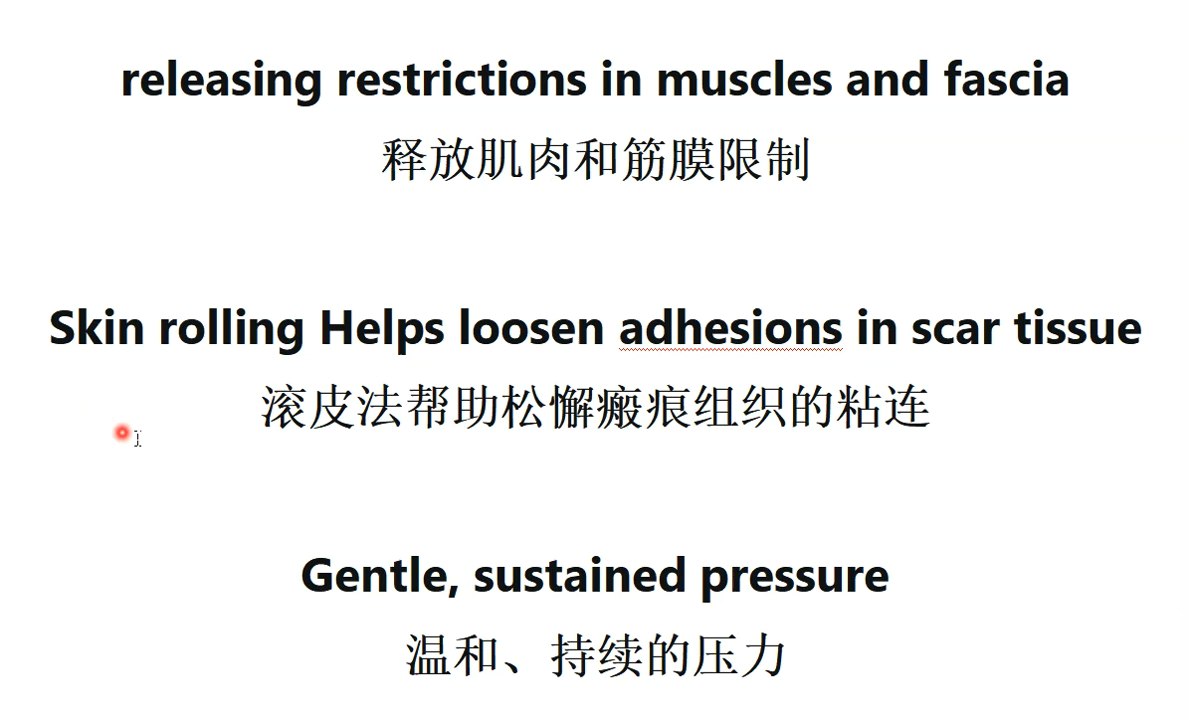 releasing restrictions in muscles and fascia
释放肌肉和筋膜限制
Skin rolling Helps loosen adhesions in scar tissue
滚皮法帮助松懈瘢痕组织的粘连
Gentle, sustained pressure
温和、持续的压力